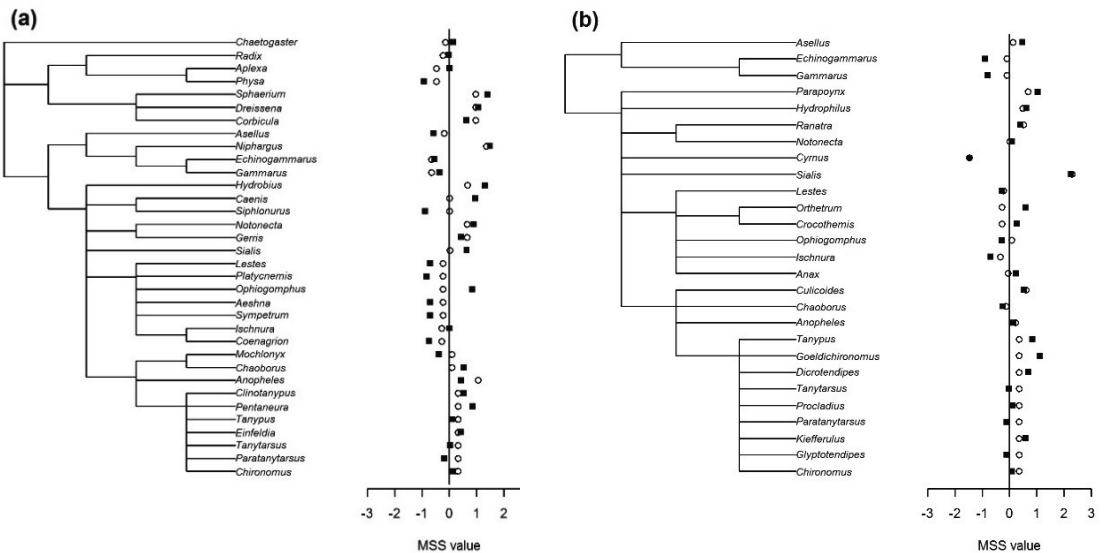 (a)
Chaetogaster
Radix
Aplexa
Physa
Sphaerium
Dreissena
Corbicula
Asellus
Niphargus
Echinogammarus
Gammarus
Hydrobius
Caenis
Siphlonurus
Notonecta
Gerris
Sialis
Lestes
Platycnemis
Ophiogomphus
Aeshna
Sympetrum
Ischnura
Coenagrion
Mochlonyx
Chaoborus
Anopheles
Clinotanypus
Pentaneura
Tanypus
Einfeldia
Tanytarsus
Paratanytarsus
Chironomus
-3 -2 -1 0 1 2
MSS value
(b)
Asellus
Echinogammarus
Gammarus
Parapoynx
Hydrophilus
Ranatra
Notonecta
Cyrnus
Sialis
Lestes
Orthetrum
Crocothemis
Ophiogomphus
Ischnura
Anax
Culicoides
Chaoborus
Anopheles
Tanypus
Goeldichironomus
Dicrotendipes
Tanytarsus
Procladius
Paratanytarsus
Kiefferulus
Glyptotendipes
Chironomus
-3 -2 -1 0 1 2 3
MSS value